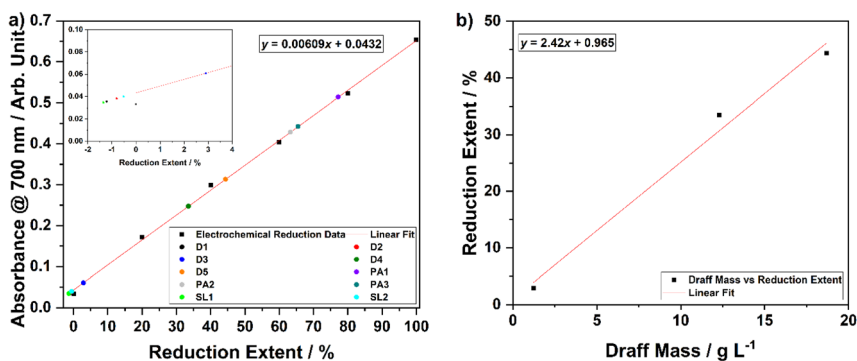 a)
Absorbance @ 700 nm / Arb. Unit.
0.7
0.6
0.5
0.4
0.3
0.2
0.1
0.0
0 10 20 30 40 50 60 70 80 90 100
Reduction Extent / %
y = 0.00609x + 0.0432
0.10
0.08
0.06
0.04
0.02
0.00
-2 -1 0 1 2 3 4
Reduction Extent / %
Electrochemical Reduction Data Linear Fit
D1 D2
D3 D4
D5 PA1
PA2 PA3
SL1 SL2
b)
Reduction Extent / %
50
40
30
20
10
0
0 5 10 15 20
Draff Mass / g L-1
y = 2.42x + 0.965
Draff Mass vs Reduction Extent
Linear Fit